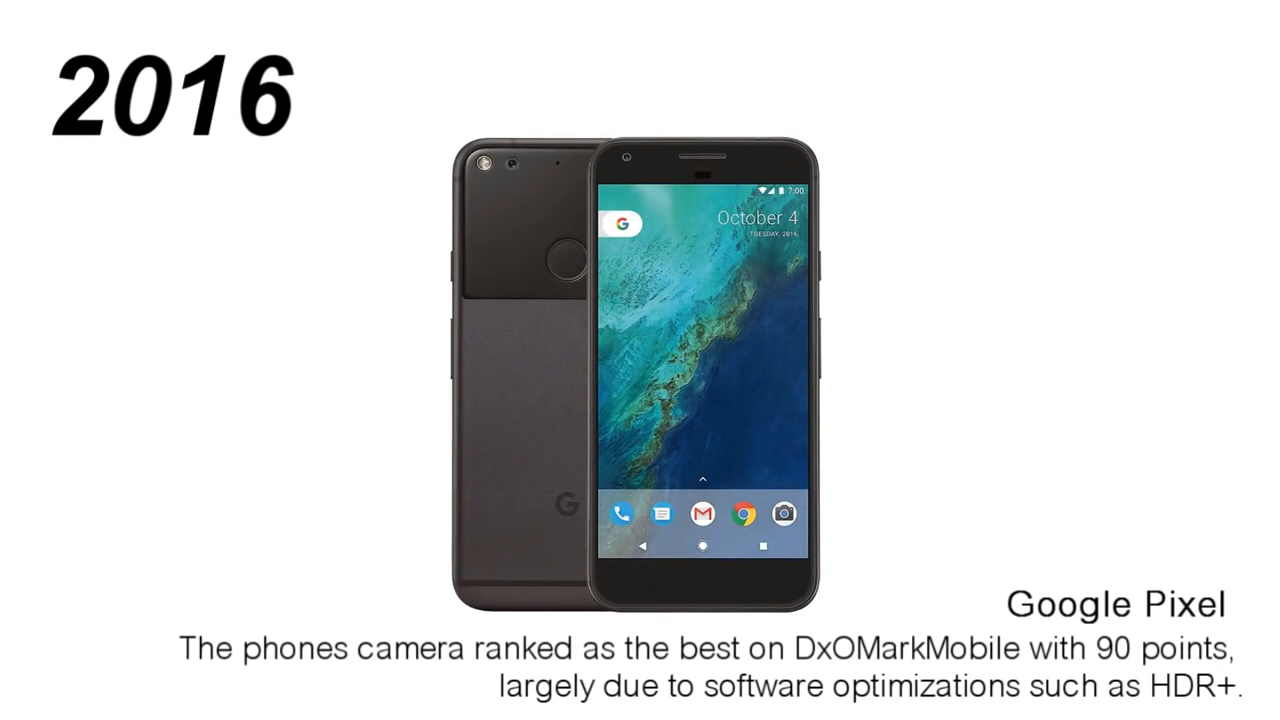 2016
7:00
October 4
TUESDAY, 2016
G
G
Google Pixel
The phones camera ranked as the best on DxOMarkMobile with 90 points,
largely due to software optimizations such as HDR+.